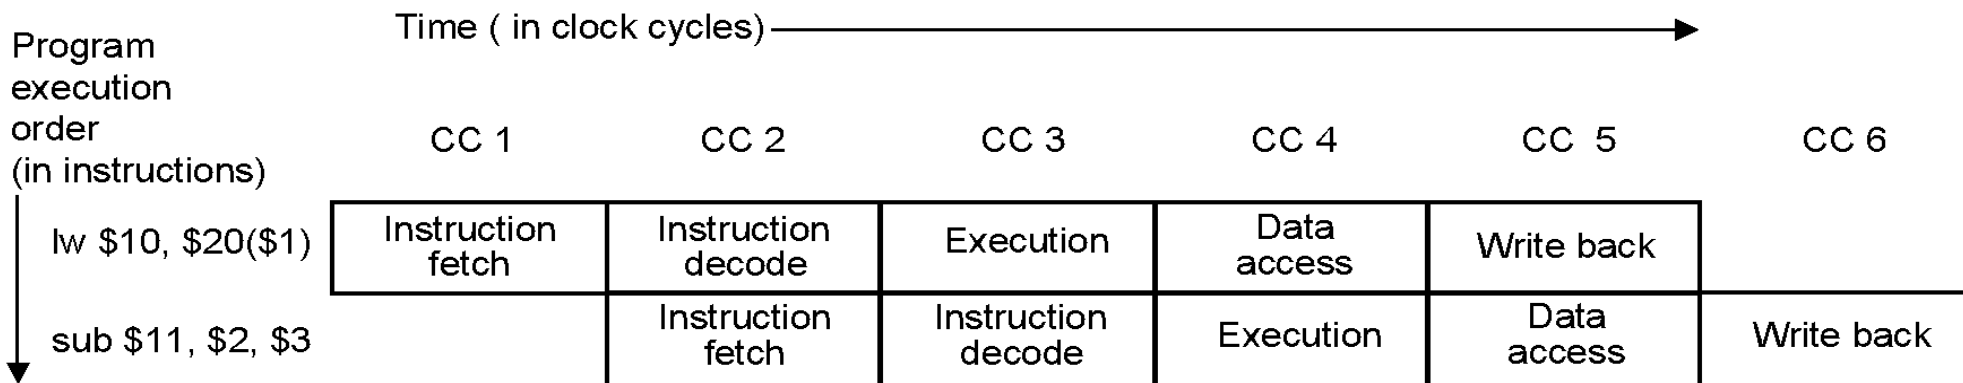 Time ( in clock cycles)
Program
execution
order
(in instructions)
CC 1 CC 2 CC 3 CC 4 CC 5 CC 6
lw $10, $20($1)
Instruction
fetch
Instruction
decode
Execution
Data
access
Write back
sub $11, $2, $3
Instruction
fetch
Instruction
decode
Execution
Data
access
Write back